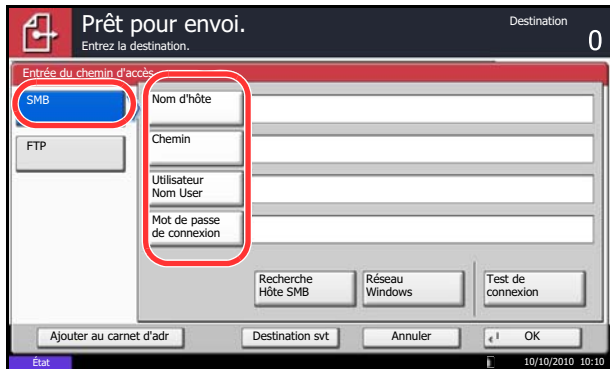 Prêt pour envoi.
Entrez la destination.
Destination
0
Entrée du chemin d'accès
SMB
FTP
Nom d'hôte
Chemin
Utilisateur
Nom User
Mot de passe
de connexion
Recherche
Hôte SMB
Réseau
Windows
Test de
connexion
Ajouter au carnet d'adr
Destination svt
Annuler
OK
État
10/10/2010 10:10